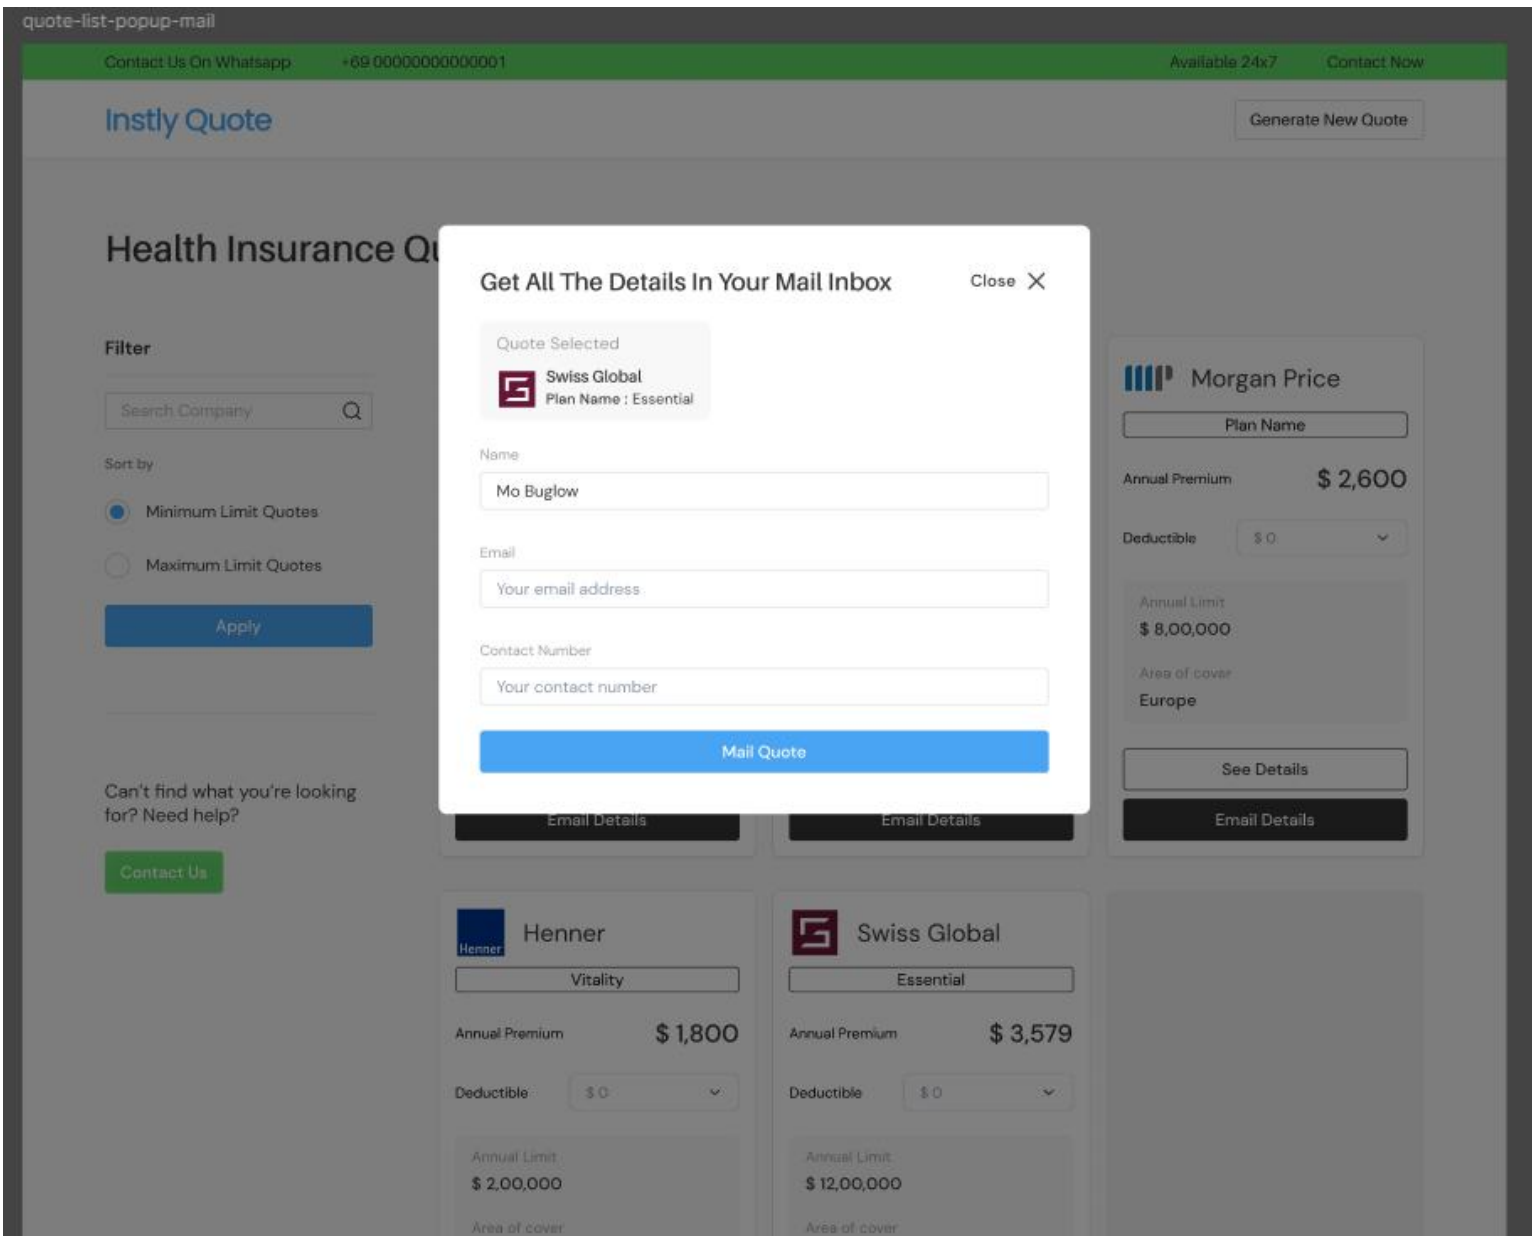 quote-list-popup-mail
Contact Us On Whatsapp +69 00000000000001 Available 24x7 Contact Now
Instly Quote Generate New Quote
Health Insurance
Get All The Details In Your Mail Inbox Close
Quote Selected
Swiss Global
Plan Name : Essential
Name
Mo Buglow
Email
Your email address
Contact Number
Your contact number
Mail Quote
Filter
Search Company
Sort by
Minimum Limit Quotes
Maximum Limit Quotes
Apply
Can't find what you're looking
for? Need help?
Contact Us
Morgan Price
Plan Name
Annual Premium $ 2,600
Deductible $ 0
Annual Limit
$ 8,00,000
Area of cover
Europe
See Details
Email Details Email Details Email Details
Henner
Henner
Vitality
Annual Premium $ 1,800
Deductible $ 0
Annual Limit
$ 2,00,000
Area of cover
Swiss Global
Essential
Annual Premium $ 3,579
Deductible $ 0
Annual Limit
$ 12,00,000
Area of cover